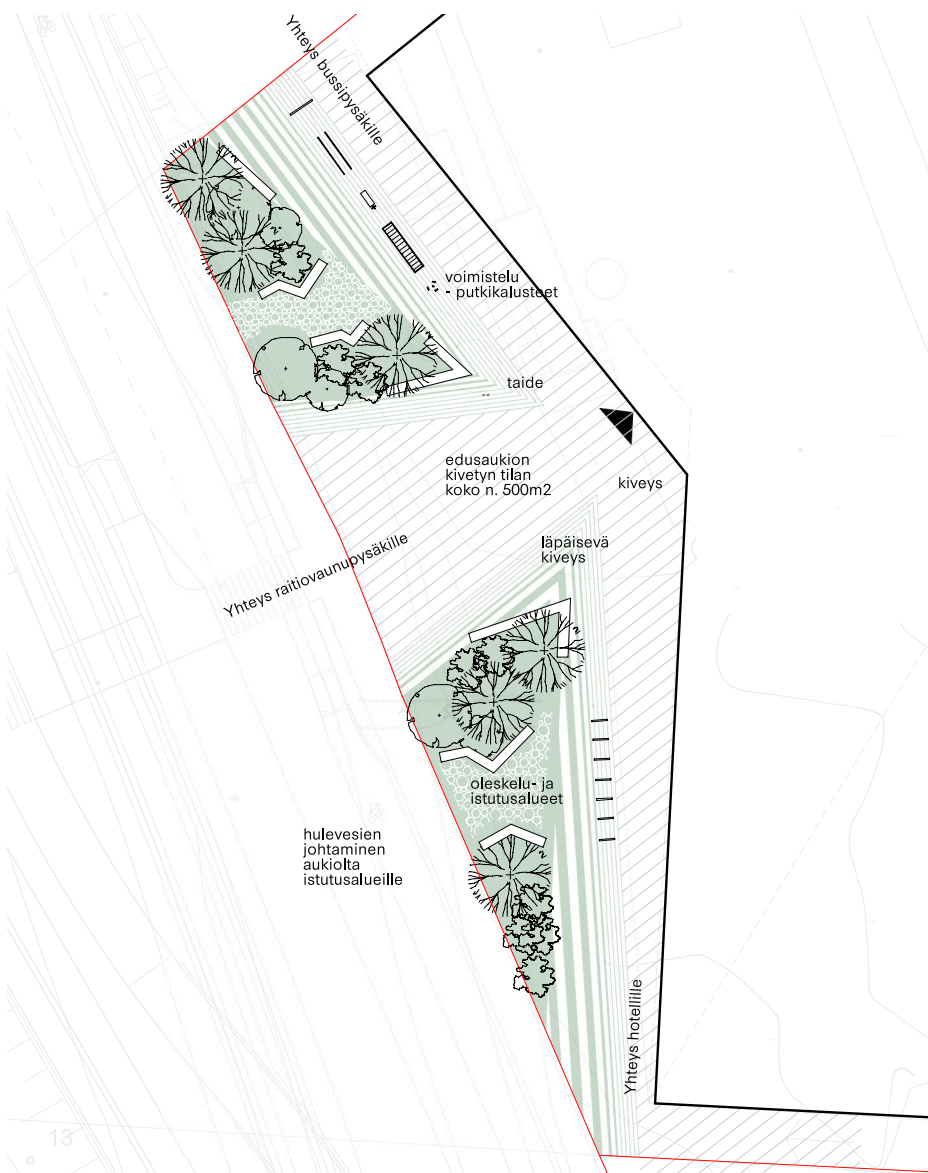 Yhteys bussipysäkille
voimistelu
- putkikalusteet
taide
edusaukion
kivetyn tilan
koko n. 500m2
kiveys
läpäisevä
kiveys
Yhteys raitiovaunupysäkille
oleskelu- ja
istutusalueet
hulevesien
johtaminen
aukiolta
istutusalueille
Yhteys hotellille
13